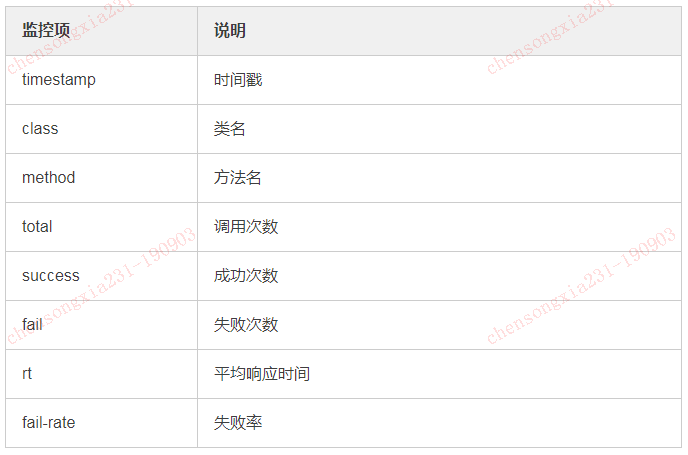 监控项 说明
timestamp 时间戳
class 类名
method 方法名
total 调用次数
success 成功次数
fail 失败次数
rt 平均响应时间
fail-rate 失败率
chensongxia231
chensongxia231
chensongxia231-190903
chensongxia231-190903